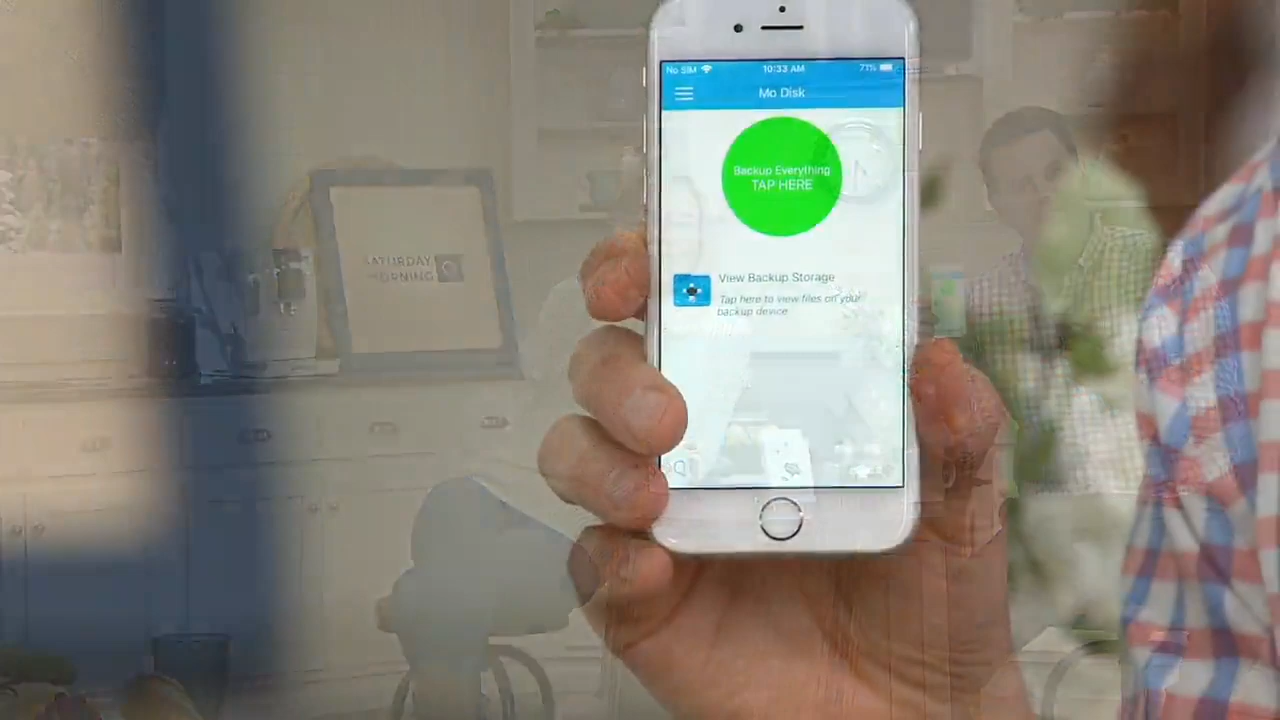 No SIM 10:33 AM 71%
Mo Disk
Backup Everything
TAP HERE
SATURDAY
MORNING
View Backup Storage
Tap here to view files on your
backup device